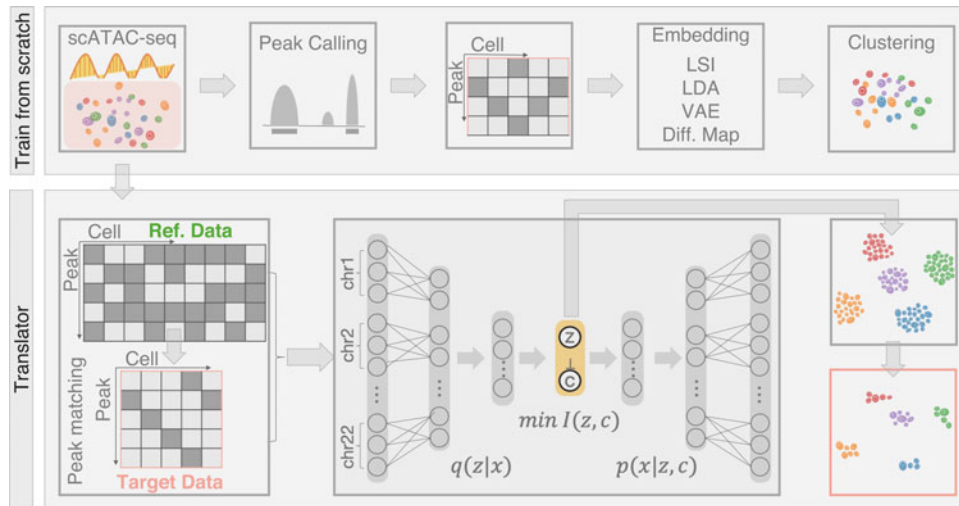 Train from scratch
scATAC-seq
Peak Calling
Cell
Peak
Embedding
LSI
LDA
VAE
Diff. Map
Clustering
Translator
Cell
Ref. Data
Peak
Peak matching
Cell
Peak
Target Data
chr1
chr2
chr22
z
c
min I(z, c)
q(z|x)
p(x|z, c)